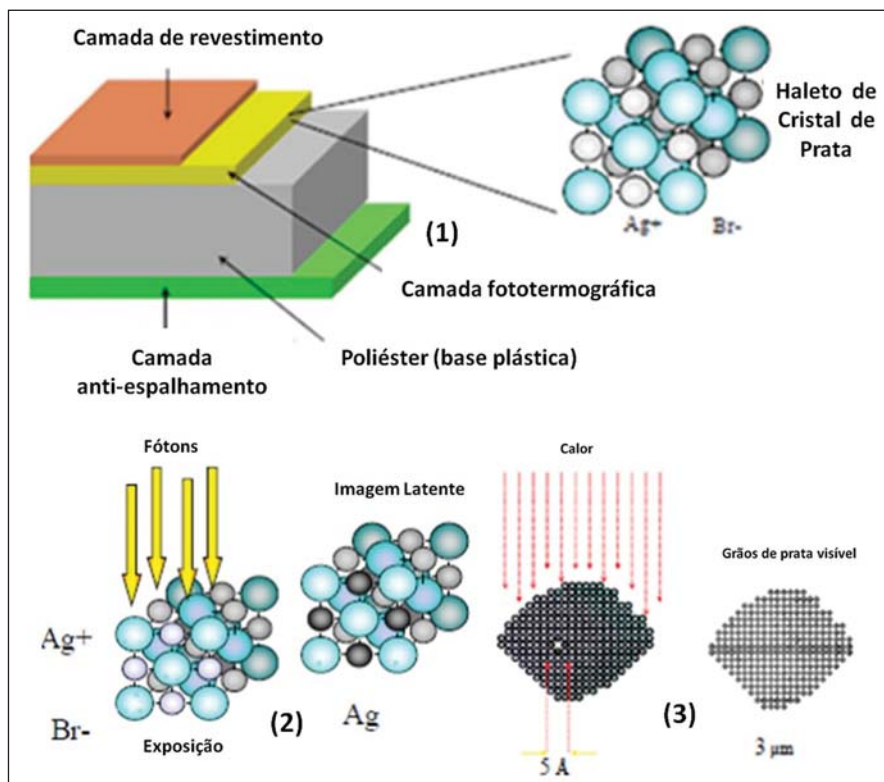 Camada de revestimento
Haleto de
Cristal de
Prata
(1)
Ag+ Br-
Camada fototermográfica
Camada
anti-espalhamento
Poliéster (base plástica)
Fótons
Imagem Latente
Calor
Grãos de prata visível
Ag+
Br-
(2)
Ag
(3)
Exposição
5 A
3 μm